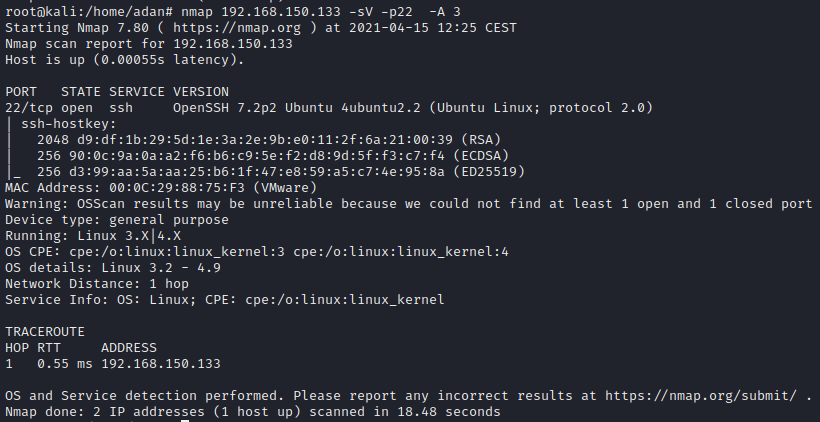 root@kali:/home/adan# nmap 192.168.150.133 -sV -p22  -A 3
Starting Nmap 7.80 ( https://nmap.org ) at 2021-04-15 12:25 CEST
Nmap scan report for 192.168.150.133
Host is up (0.00055s latency).

PORT   STATE SERVICE VERSION
22/tcp open  ssh     OpenSSH 7.2p2 Ubuntu 4ubuntu2.2 (Ubuntu Linux; protocol 2.0)
| ssh-hostkey:
|   2048 d9:df:1b:29:5d:1e:3a:2e:9b:e0:11:2f:6a:21:00:39 (RSA)
|   256 90:0c:9a:0a:a2:f6:b6:c9:5e:f2:d8:9d:5f:f3:c7:f4 (ECDSA)
|_  256 d3:99:aa:5a:aa:25:b6:1f:47:e8:59:a5:c7:4e:95:8a (ED25519)
MAC Address: 00:0C:29:88:75:F3 (VMware)
Warning: OSScan results may be unreliable because we could not find at least 1 open and 1 closed port
Device type: general purpose
Running: Linux 3.X|4.X
OS CPE: cpe:/o:linux:linux_kernel:3 cpe:/o:linux:linux_kernel:4
OS details: Linux 3.2 - 4.9
Network Distance: 1 hop
Service Info: OS: Linux; CPE: cpe:/o:linux:linux_kernel

TRACEROUTE
HOP RTT     ADDRESS
1   0.55 ms 192.168.150.133

OS and Service detection performed. Please report any incorrect results at https://nmap.org/submit/ .
Nmap done: 2 IP addresses (1 host up) scanned in 18.48 seconds